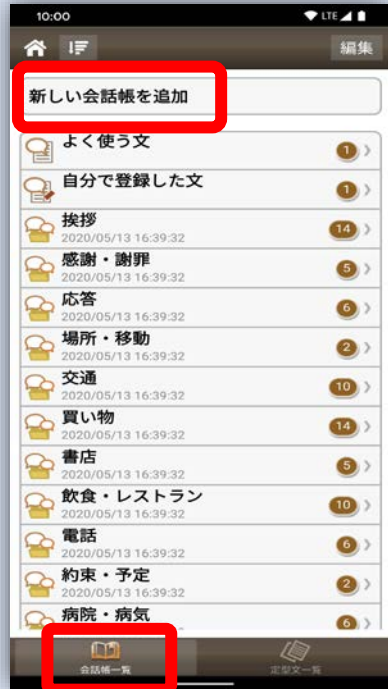 10:00 LTE
編集
新しい会話帳を追加
よく使う文 1
自分で登録した文 1
挨拶 14
2020/05/13 16:39:32
感謝・謝罪 5
2020/05/13 16:39:32
応答 6
2020/05/13 16:39:32
場所・移動 2
2020/05/13 16:39:32
交通 10
2020/05/13 16:39:32
買い物 14
2020/05/13 16:39:32
書店 5
2020/05/13 16:39:32
飲食・レストラン 10
2020/05/13 16:39:32
電話 6
2020/05/13 16:39:32
約束・予定 2
2020/05/13 16:39:32
病院・病気 6
会話帳一覧 定型文一覧